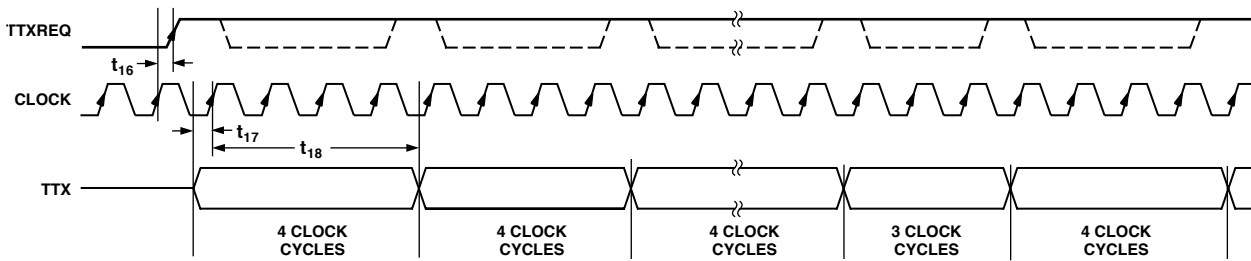 TTXREQ
t16
CLOCK
t17
t18
TTX
4 CLOCK
CYCLES
4 CLOCK
CYCLES
4 CLOCK
CYCLES
3 CLOCK
CYCLES
4 CLOCK
CYCLES